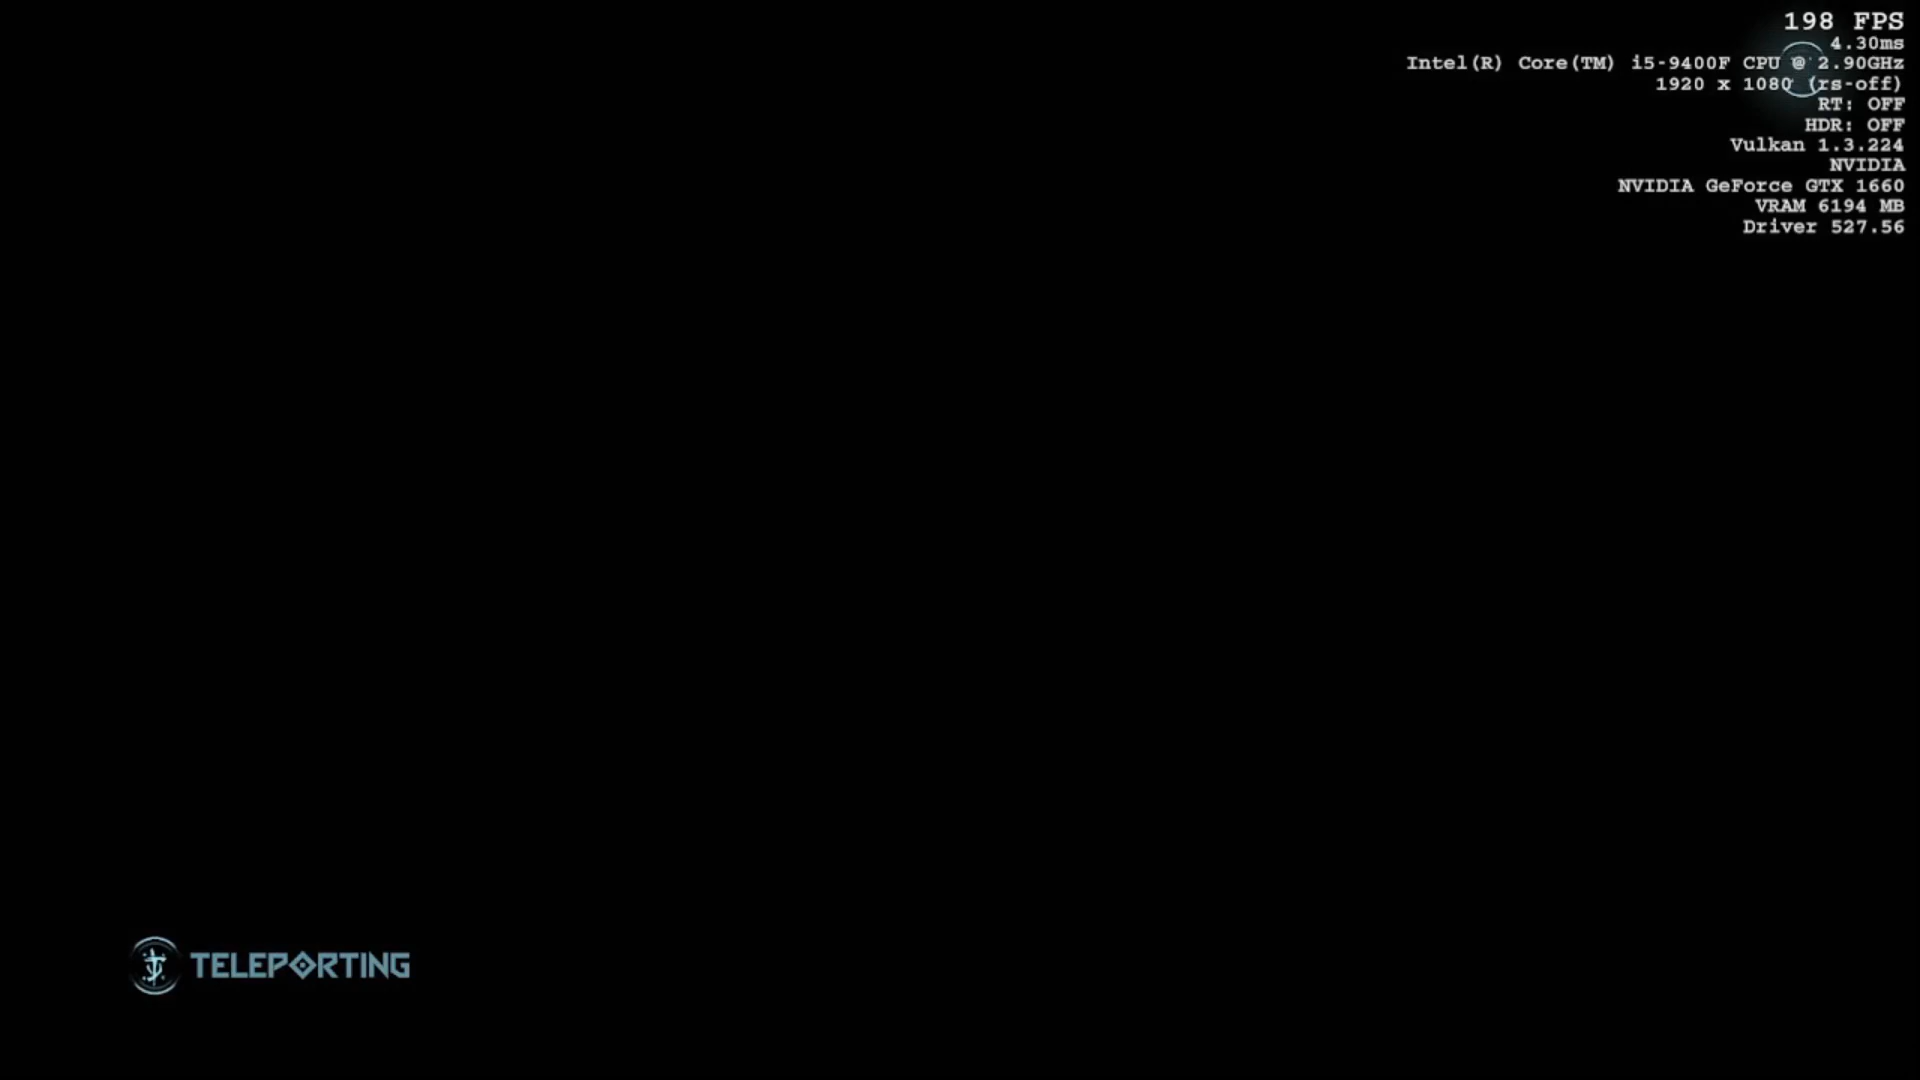 198 FPS
4.30ms
Intel(R) Core(TM) i5-9400F CPU @ 2.90GHz
1920 x 1080 (rs-off)
RT: OFF
HDR: OFF
Vulkan 1.3.224
NVIDIA
NVIDIA GeForce GTX 1660
VRAM 6194 MB
Driver 527.56
TELEPORTING